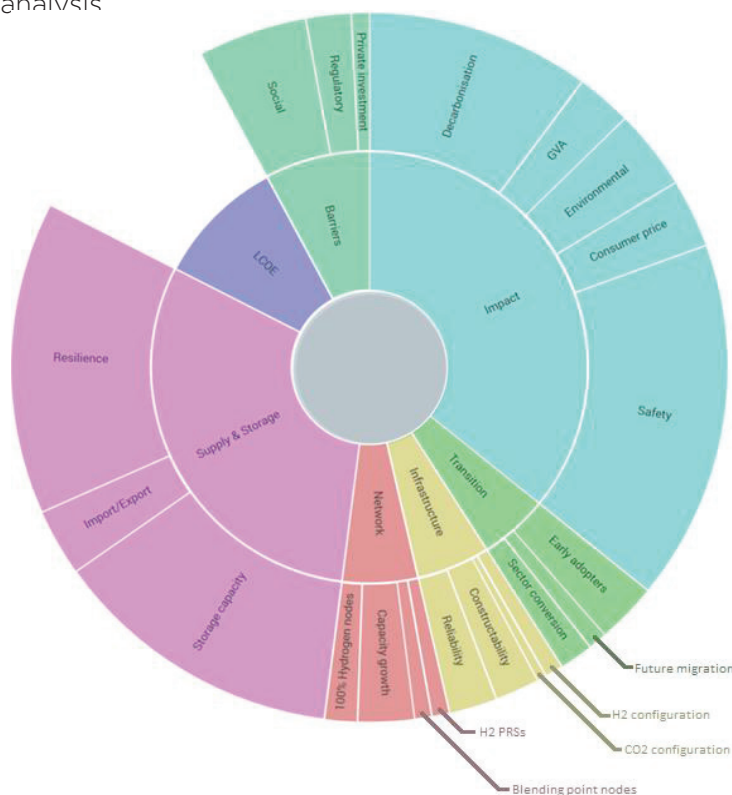 analysis
Private investment
Regulatory
Social
Barriers
LCOE
Decarbonisation
GVA
Environmental
Consumer price
Impact
Safety
Resilience
Supply & Storage
Import/Export
Storage capacity
Network
Infrastructure
Transition
Early adopters
Sector conversion
Constructability
Reliability
Capacity growth
100% Hydrogen nodes
Future migration
H2 configuration
H2 PRSs
CO2 configuration
Blending point nodes